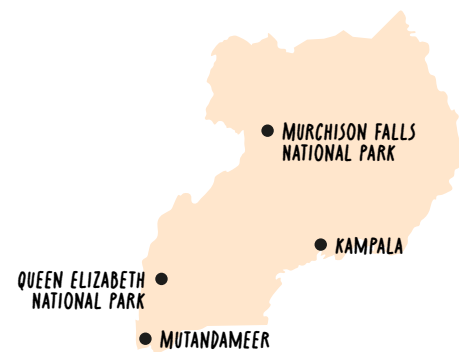 MURCHISON FALLS
NATIONAL PARK
KAMPALA
QUEEN ELIZABETH
NATIONAL PARK
MUTANDAMEER